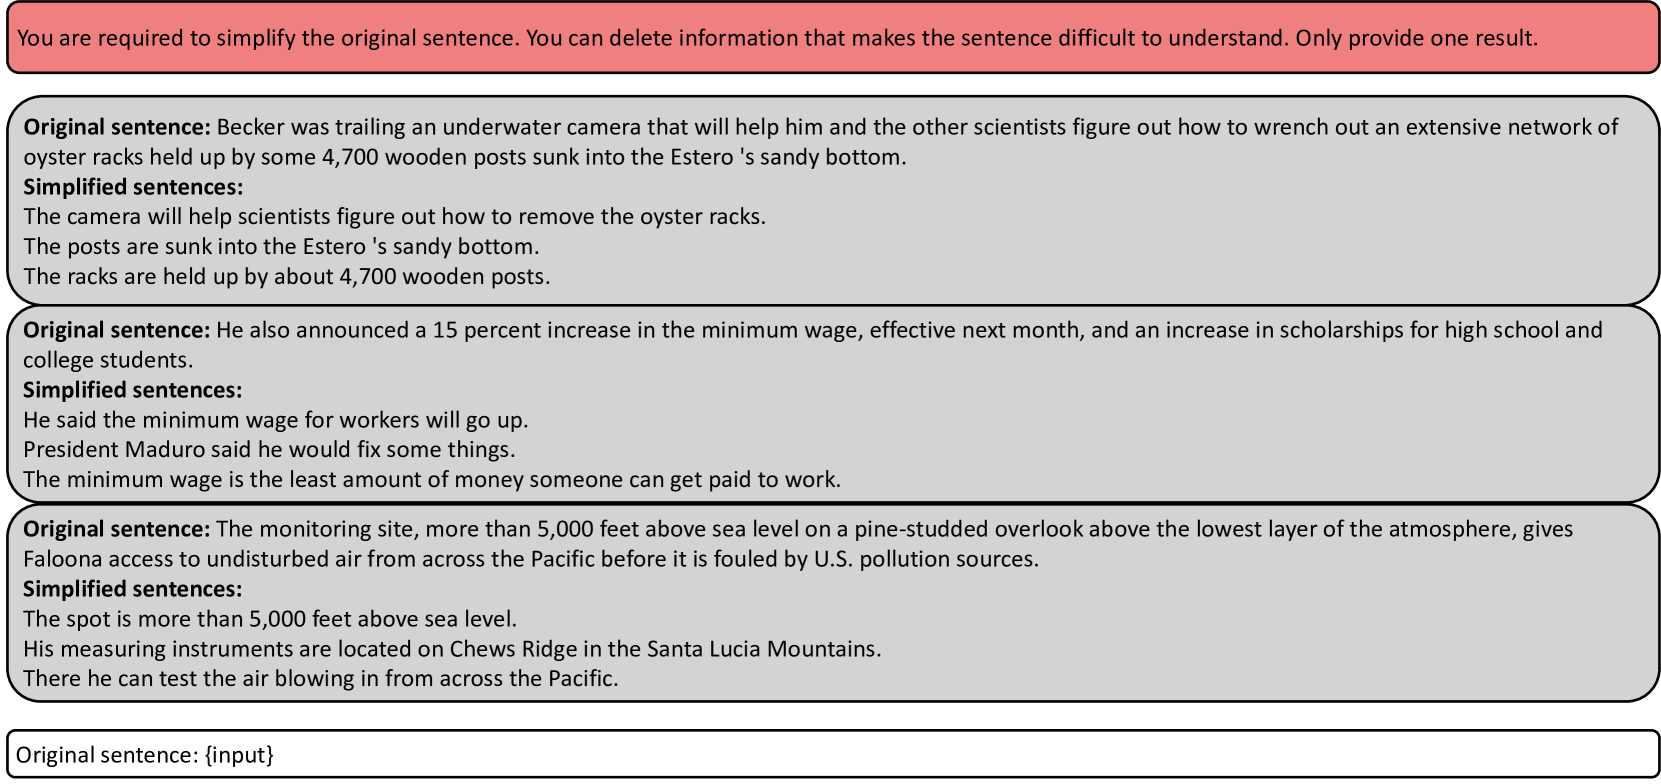 You are required to simplify the original sentence. You can delete information that makes the sentence difficult to understand. Only provide one result.
Original sentence: Becker was trailing an underwater camera that will help him and the other scientists figure out how to wrench out an extensive network of
oyster racks held up by some 4,700 wooden posts sunk into the Estero 's sandy bottom.
Simplified sentences:
The camera will help scientists figure out how to remove the oyster racks.
The posts are sunk into the Estero 's sandy bottom.
The racks are held up by about 4,700 wooden posts.
Original sentence: He also announced a 15 percent increase in the minimum wage, effective next month, and an increase in scholarships for high school and
college students.
Simplified sentences:
He said the minimum wage for workers will go up.
President Maduro said he would fix some things.
The minimum wage is the least amount of money someone can get paid to work.
Original sentence: The monitoring site, more than 5,000 feet above sea level on a pine-studded overlook above the lowest layer of the atmosphere, gives
Faloona access to undisturbed air from across the Pacific before it is fouled by U.S. pollution sources.
Simplified sentences:
The spot is more than 5,000 feet above sea level.
His measuring instruments are located on Chews Ridge in the Santa Lucia Mountains.
There he can test the air blowing in from across the Pacific.
Original sentence: {input}